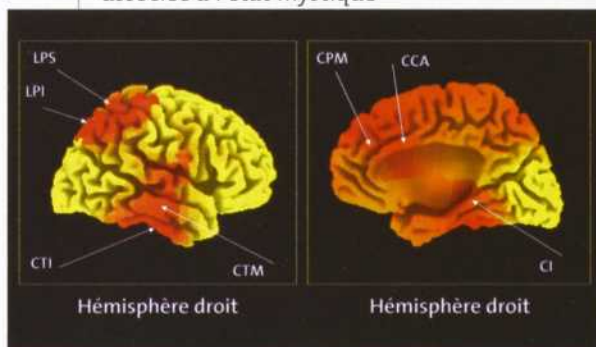 LPS
LPI
CTI
CTM
Hémisphère droit
CPM
CCA
CI
Hémisphère droit